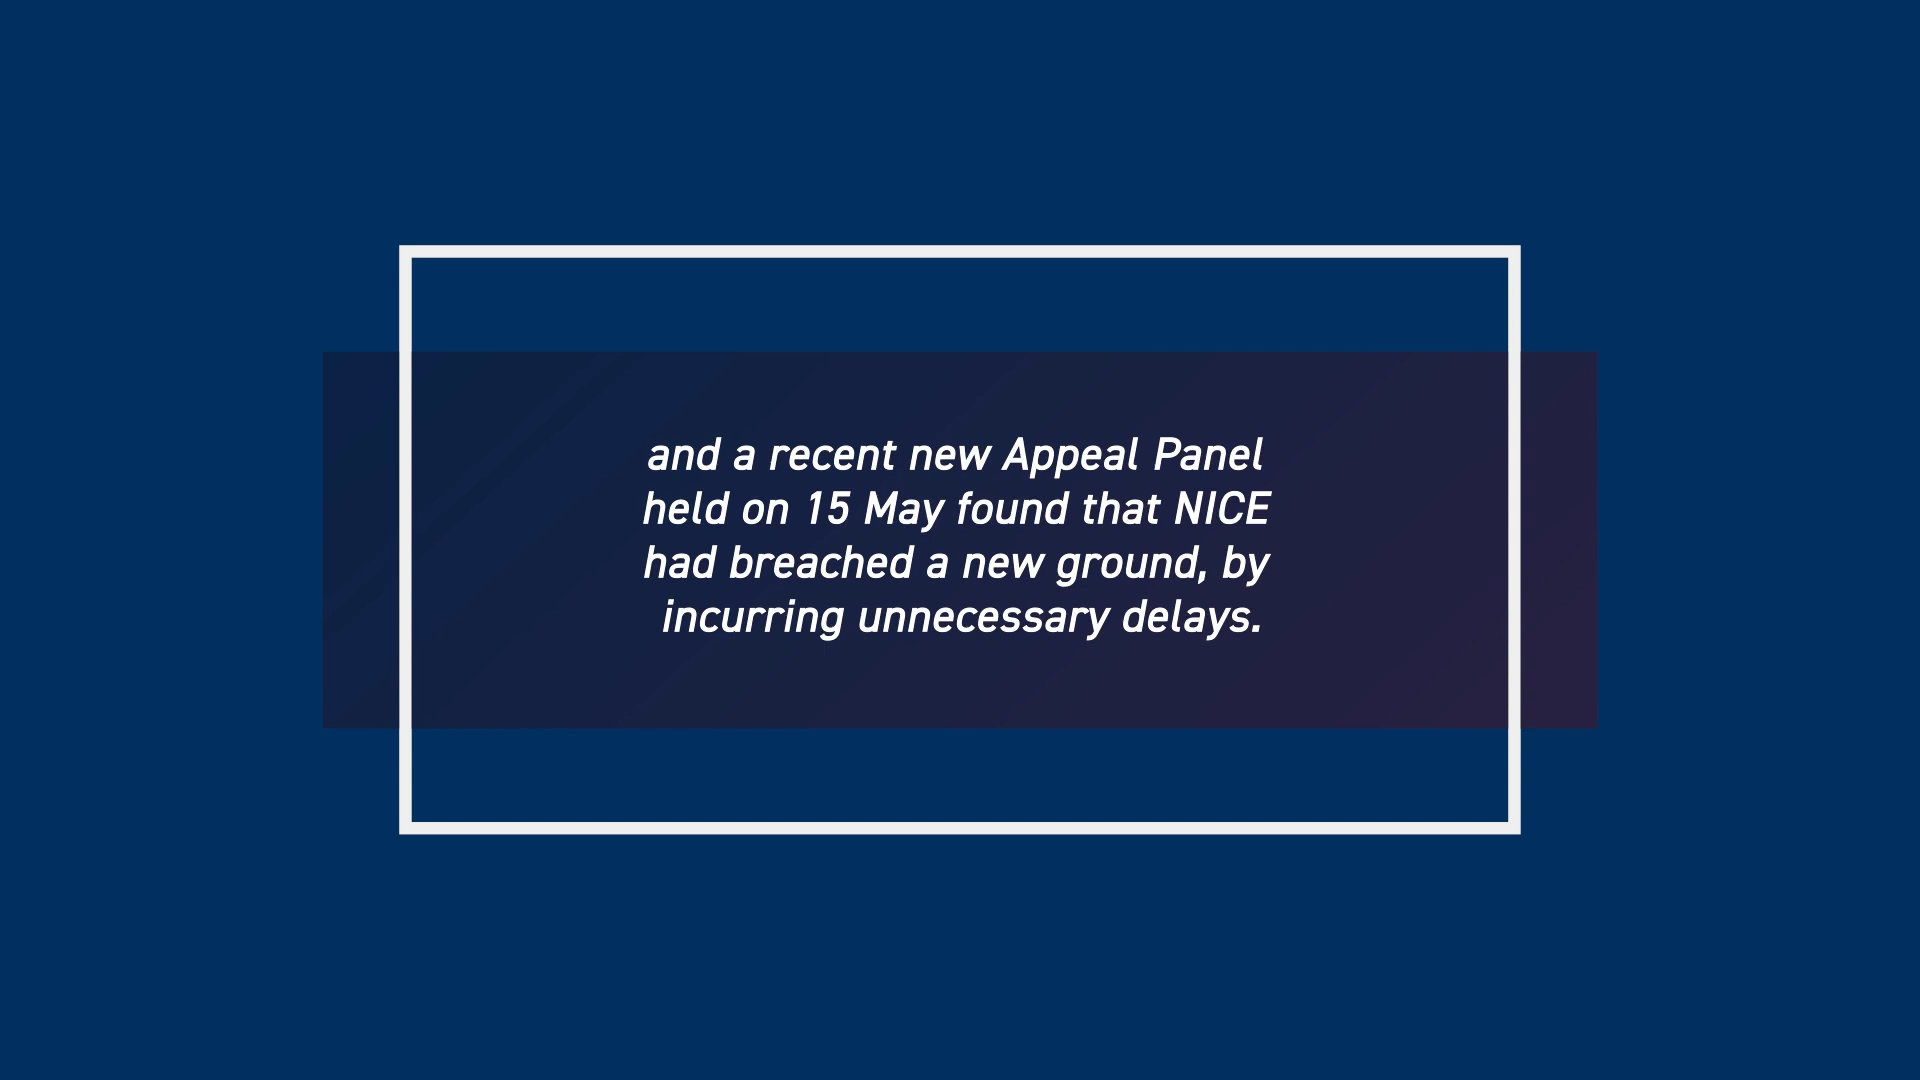 and a recent new Appeal Panel
held on 15 May found that NICE
had breached a new ground, by
incurring unnecessary delays.